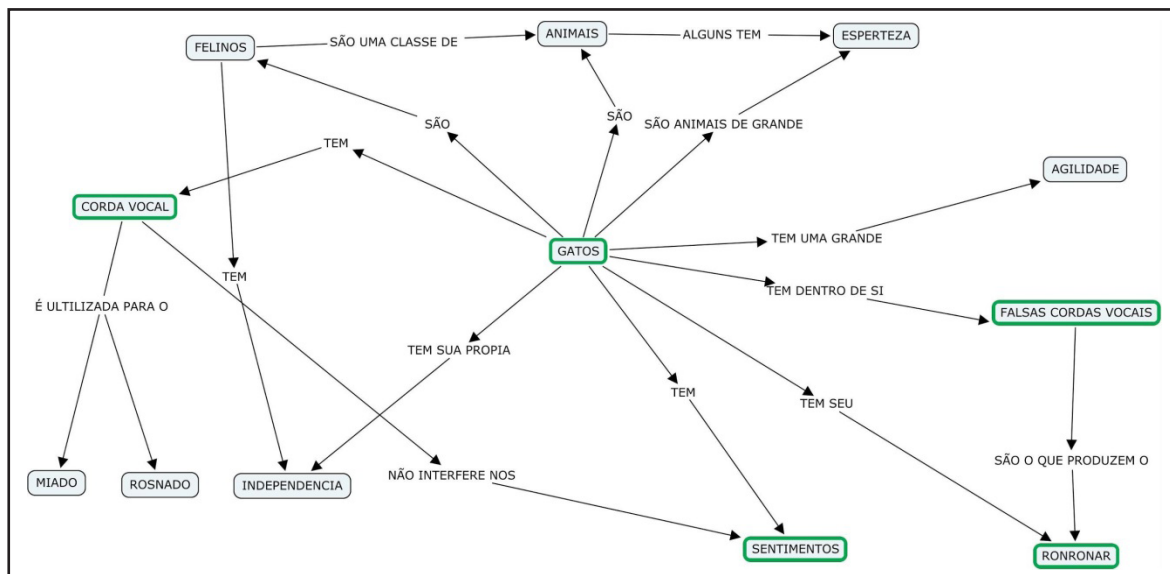 ANIMAIS
ALGUNS TEM
ESPERTEZA
FELINOS
SÃO UMA CLASSE DE
SÃO
SÃO
SÃO ANIMAIS DE GRANDE
TEM
AGILIDADE
CORDA VOCAL
GATOS
TEM UMA GRANDE
TEM
TEM DENTRO DE SI
É ULTILIZADA PARA O
FALSAS CORDAS VOCAIS
TEM SUA PROPIA
TEM
TEM SEU
MIADO
ROSNADO
INDEPENDENCIA
NÃO INTERFERE NOS
SÃO O QUE PRODUZEM O
SENTIMENTOS
RONRONAR